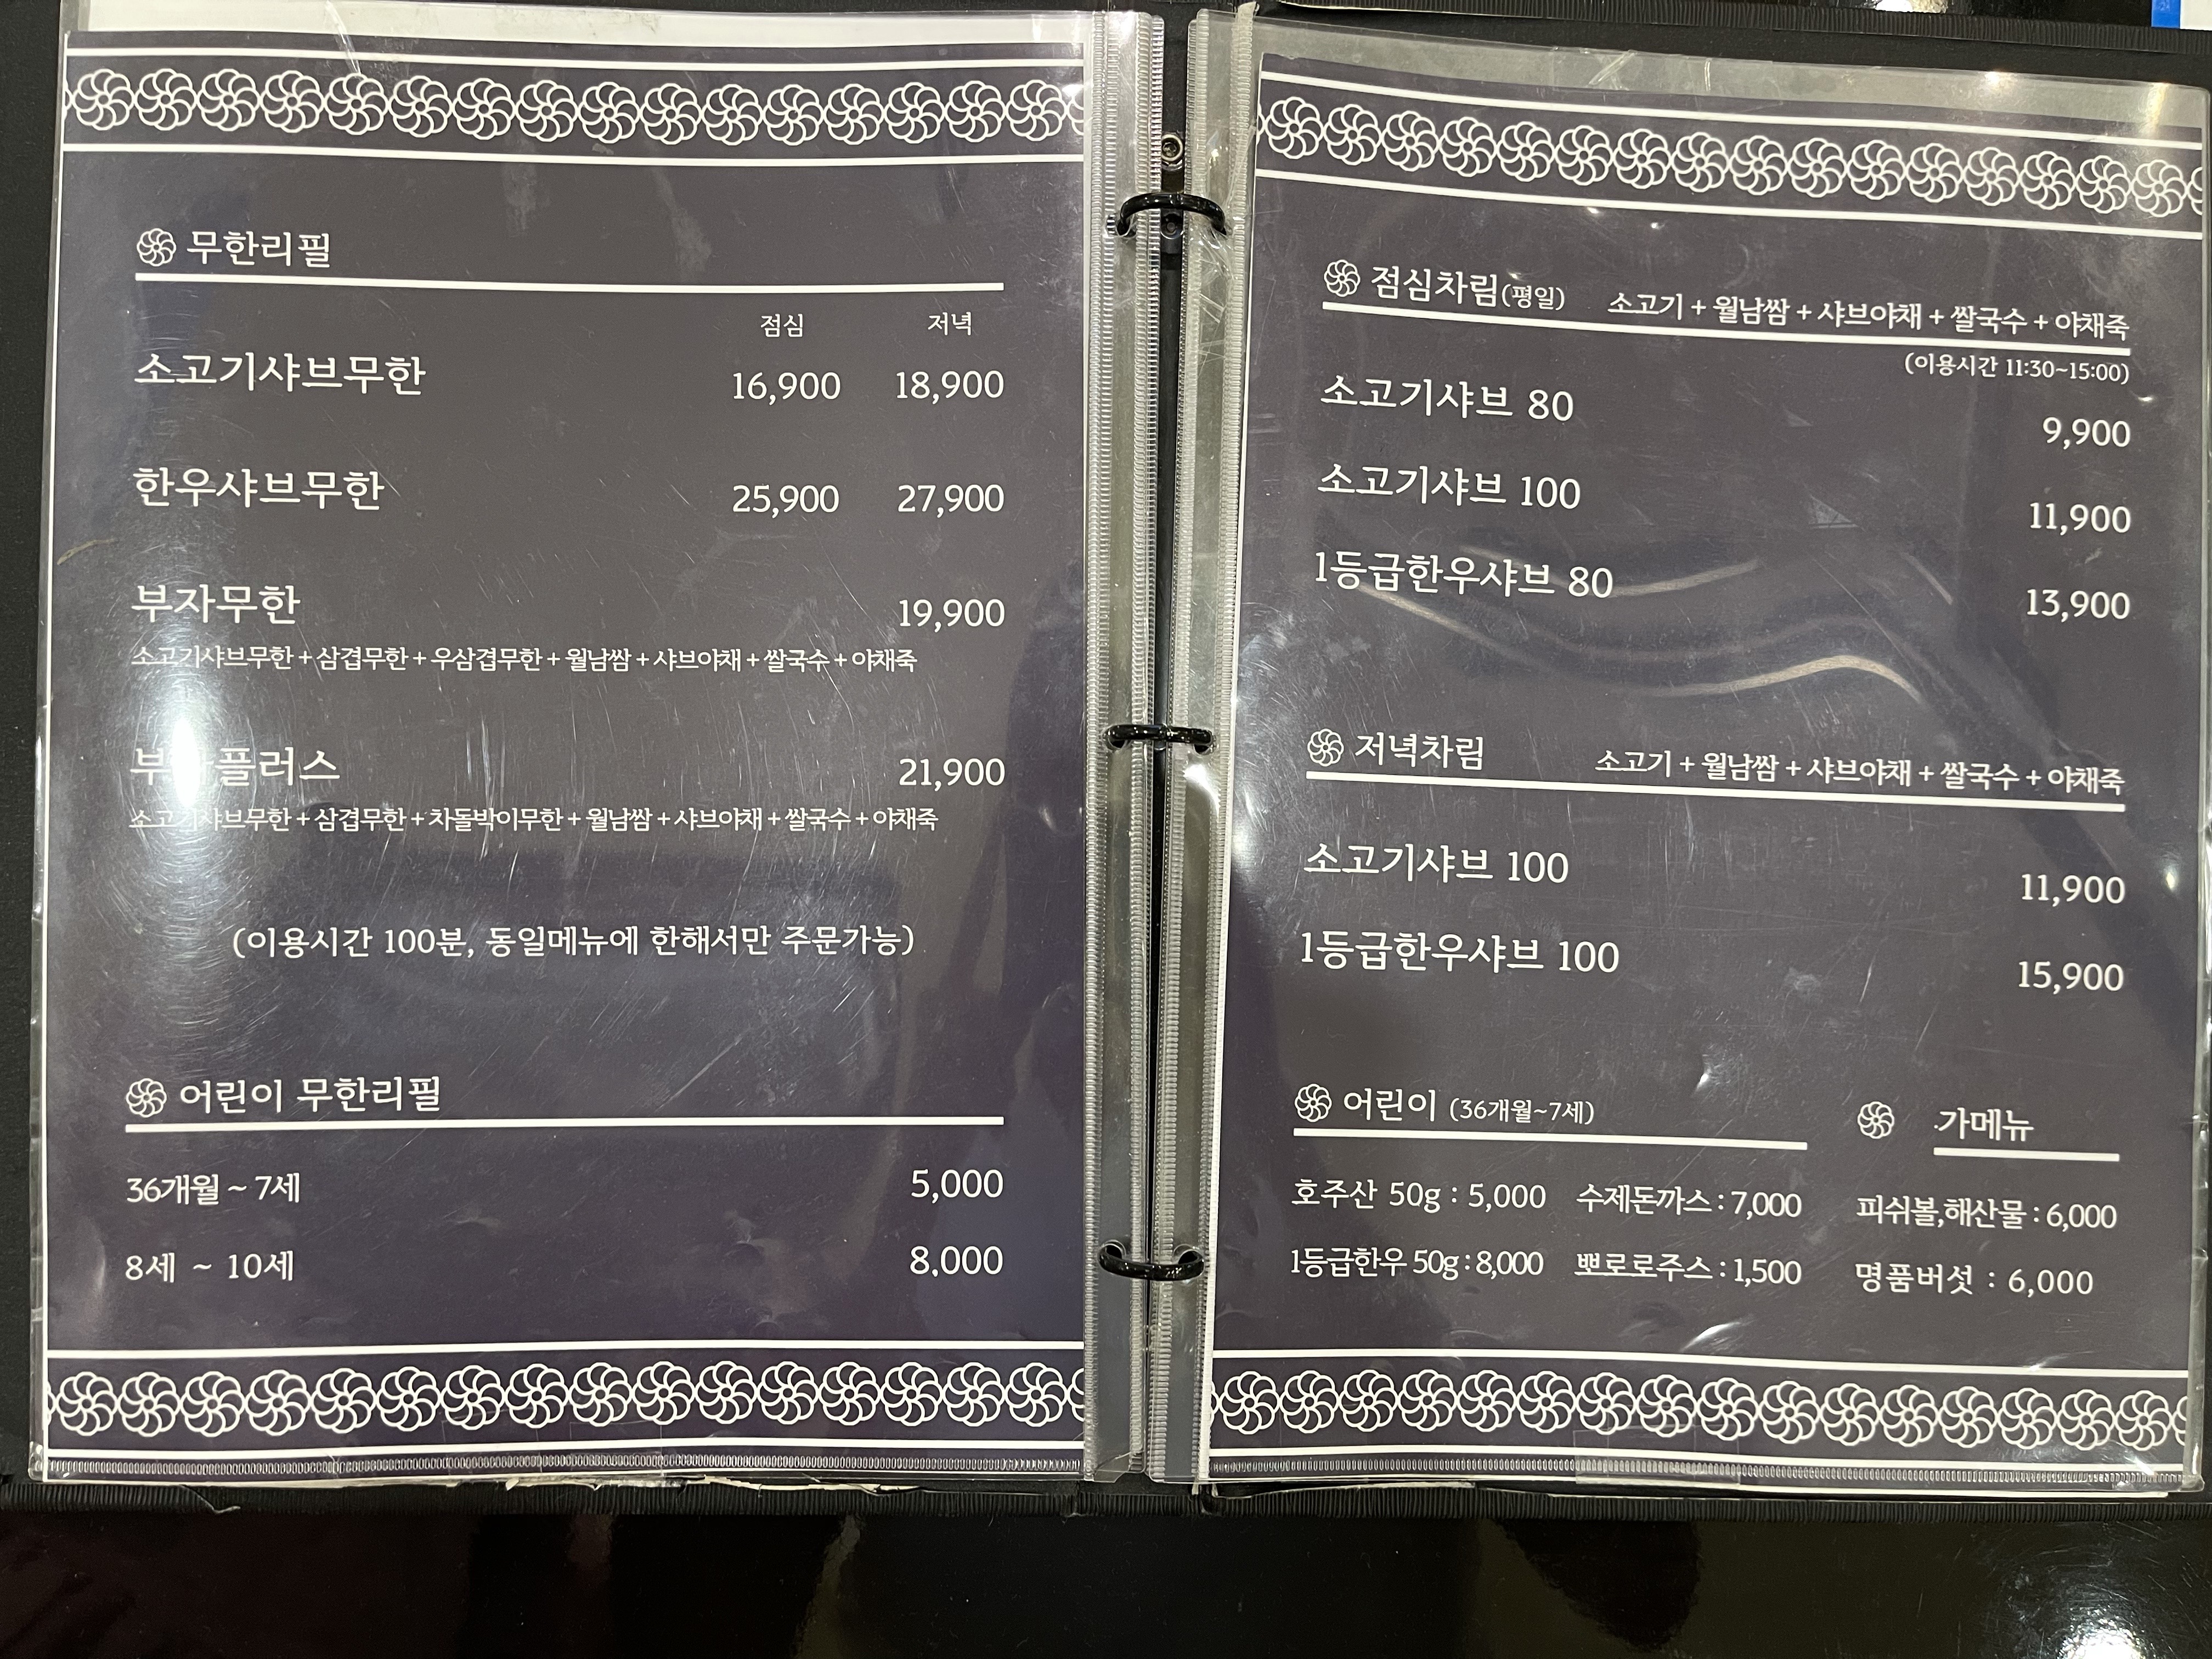 무한리필
점심 저녁
소고기샤브무한 16,900 18,900
한우샤브무한 25,900 27,900
부자무한 19,900
소고기샤브무한 + 삼겹무한 + 우삼겹무한 + 월남쌈 + 샤브야채 + 쌀국수 + 야채죽
플러스 21,900
소고기샤브무한 + 삼겹무한 + 차돌박이무한 + 월남쌈 + 샤브야채 + 쌀국수 + 야채죽
(이용시간 100분, 동일메뉴에 한해서만 주문가능)
어린이 무한리필
36개월 ~ 7세 5,000
8세 ~ 10세 8,000
점심차림(평일) 소고기 + 월남쌈 + 샤브야채 + 쌀국수 + 야채죽
(이용시간 11:30~15:00)
소고기샤브 80 9,900
소고기샤브 100 11,900
1등급한우샤브 80 13,900
저녁차림 소고기 + 월남쌈 + 샤브야채 + 쌀국수 + 야채죽
소고기샤브 100 11,900
1등급한우샤브 100 15,900
어린이 (36개월~7세)
호주산 50g : 5,000 수제돈까스 : 7,000
1등급한우 50g : 8,000 뽀로로주스 : 1,500
가메뉴
피쉬볼,해산물 : 6,000
명품버섯 : 6,000